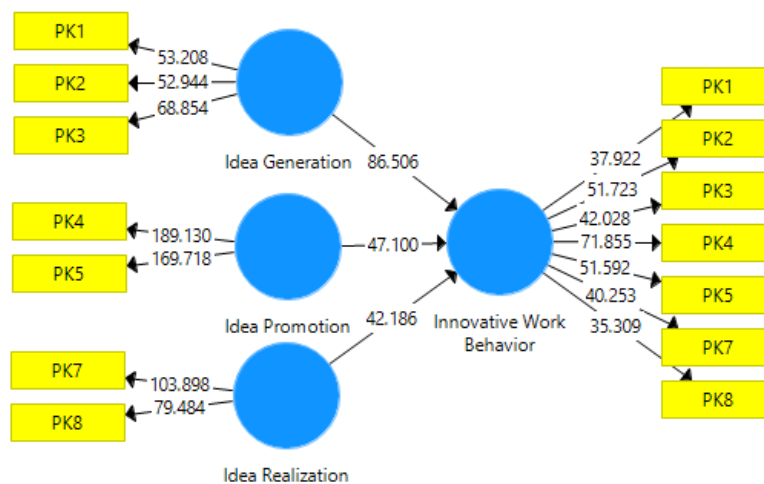 PK1
PK2
PK3
53.208
52.944
68.854
Idea Generation
86.506
PK4
PK5
189.130
169.718
Idea Promotion
47.100
PK7
PK8
103.898
79.484
Idea Realization
42.186
Innovative Work
Behavior
37.922
51.723
42.028
71.855
51.592
40.253
35.309
PK1
PK2
PK3
PK4
PK5
PK7
PK8